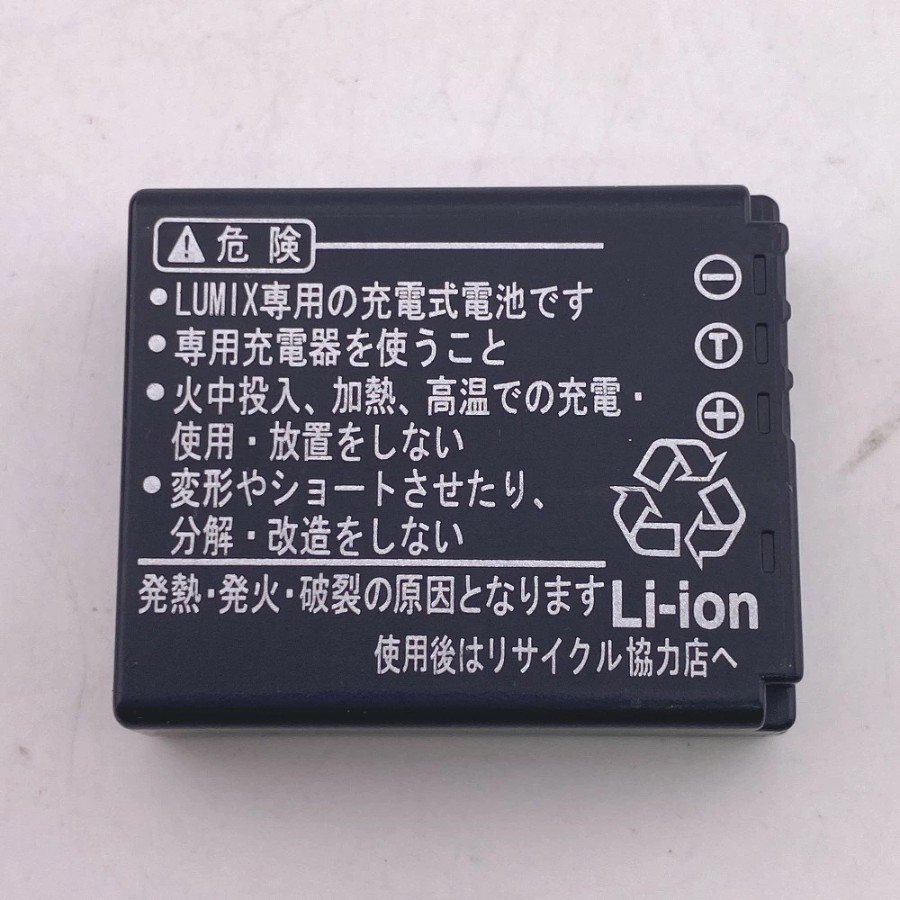 ⚠危険
•LUMIX専用の充電式電池です
•専用充電器を使うこと
•火中投入、加熱、高温での充電・
使用・放置をしない
•変形やショートさせたり、
分解・改造をしない
発熱・発火・破裂の原因となります
使用後はリサイクル協力店へ
⊖
Ⓣ
⊕
Li-ion